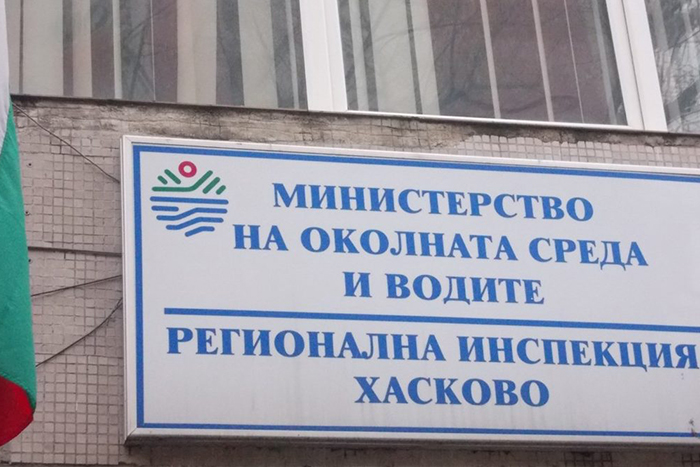 МИНИСТЕРСТВО
НА ОКОЛНАТА СРЕДА
И ВОДИТЕ
РЕГИОНАЛНА ИНСПЕКЦИЯ
ХАСКОВО